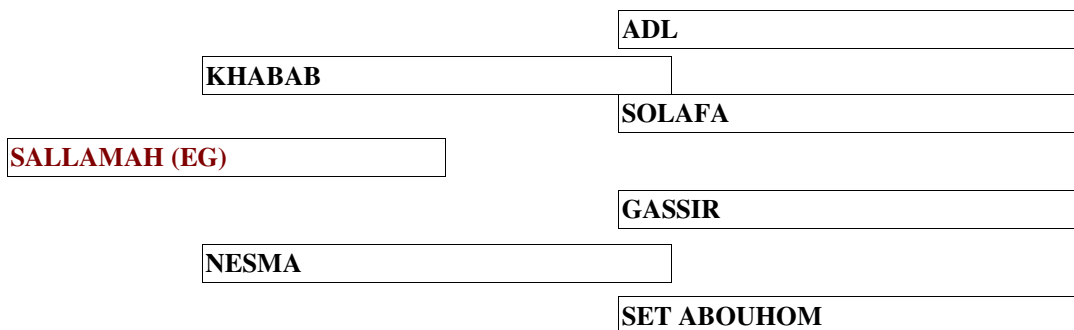 ADL
KHABAB
SOLAFA
SALLAMAH (EG)
GASSIR
NESMA
SET ABOUHOM